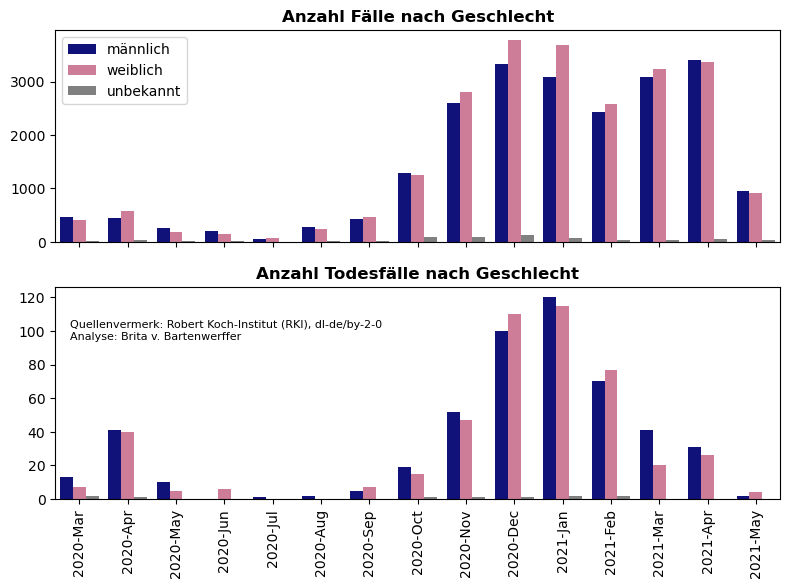 Anzahl Fälle nach Geschlecht
männlich
weiblich
unbekannt
3000
2000
1000
0
Anzahl Todesfälle nach Geschlecht
Quellenvermerk: Robert Koch-Institut (RKI), dl-de/by-2-0
Analyse: Brita v. Bartenwerffer
120
100
80
60
40
20
0
2020-Mar
2020-Apr
2020-May
2020-Jun
2020-Jul
2020-Aug
2020-Sep
2020-Oct
2020-Nov
2020-Dec
2021-Jan
2021-Feb
2021-Mar
2021-Apr
2021-May